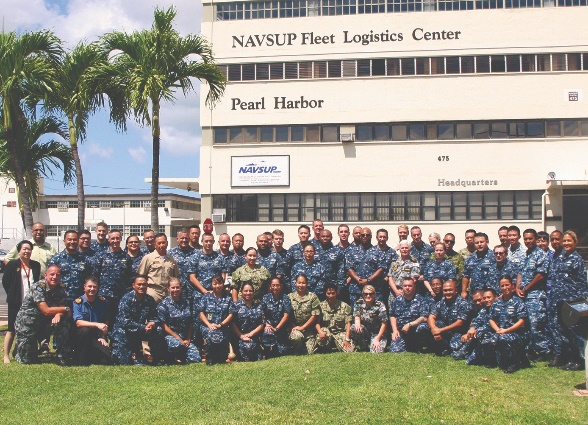 NAVSUP Fleet Logistics Center
Pearl Harbor
NAVSUP
475
Headquarters